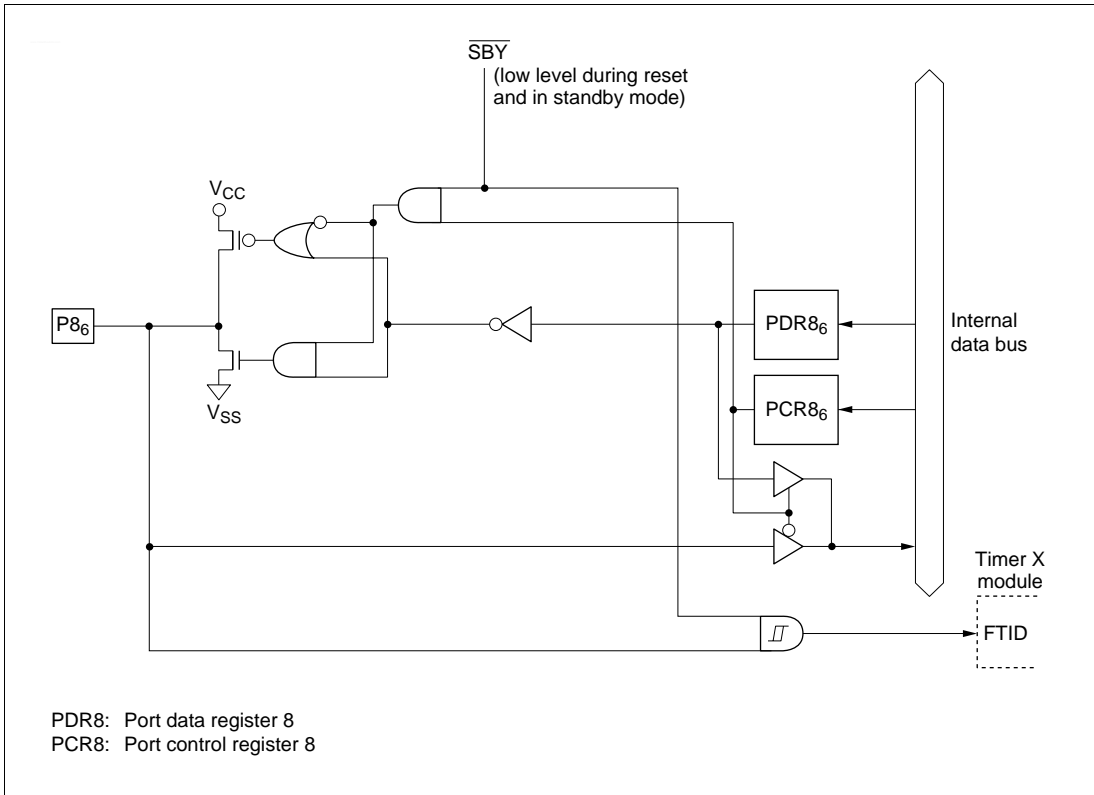 SBY
(low level during reset
and in standby mode)
VCC
P86
VSS
PDR86
PCR86
Internal
data bus
Timer X
module
FTID
PDR8: Port data register 8
PCR8: Port control register 8